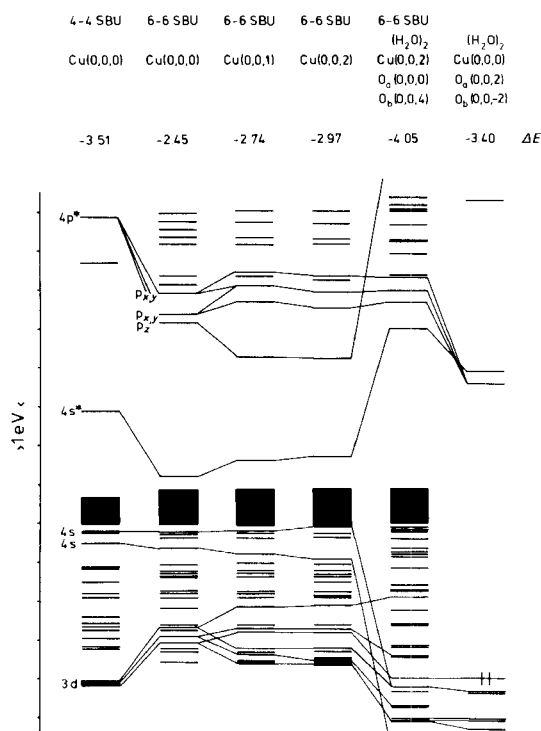 4-4 SBU 6-6 SBU 6-6 SBU 6-6 SBU 6-6 SBU
(H2O)2 (H2O)2
Cu(0,0,0) Cu(0,0,0) Cu(0,0,1) Cu(0,0,2) Cu(0,0,2) Cu(0,0,0)
Oa(0,0,0) Oa(0,0,2)
Ob(0,0,4) Ob(0,0,-2)
-3.51 -2.45 -2.74 -2.97 -4.05 -3.40 ΔE
4p*
px,y
px,y
pz
4s*
>1eV<
4s
4s
3d